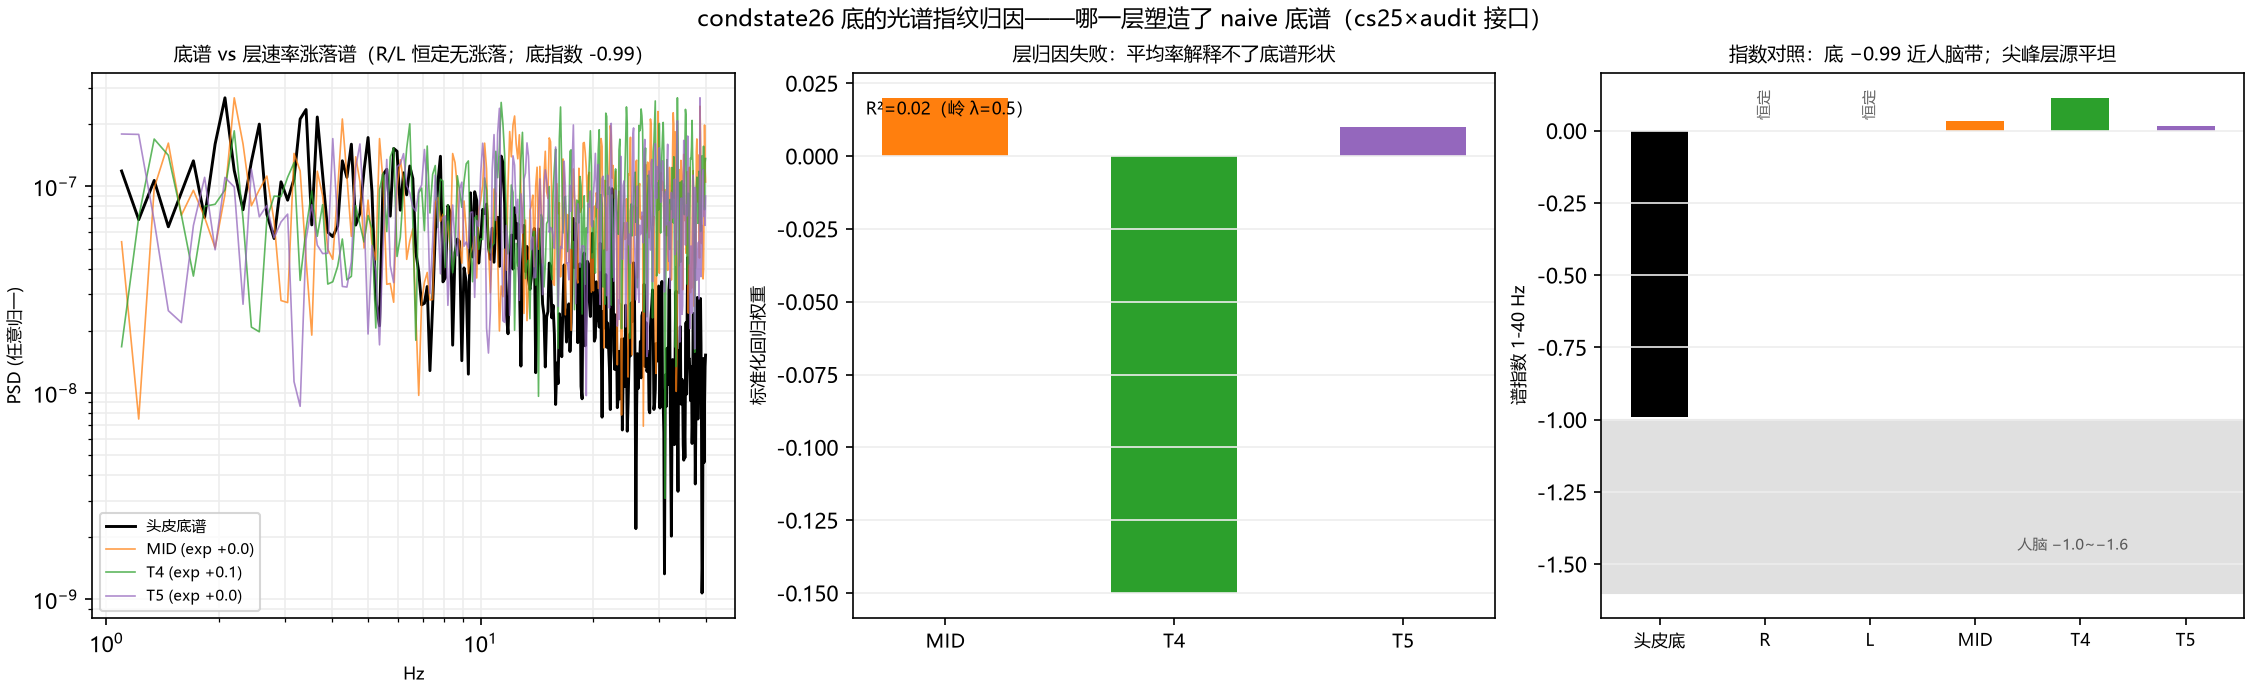 condstate26 底的光谱指纹归因——哪一层塑造了 naive 底谱（cs25×audit 接口）
底谱 vs 层速率涨落谱（R/L 恒定无涨落；底指数 -0.99）
PSD (任意归一)
10⁻⁷
10⁻⁸
10⁻⁹
头皮底谱
MID (exp +0.0)
T4 (exp +0.1)
T5 (exp +0.0)
10⁰
10¹
Hz
层归因失败：平均率解释不了底谱形状
标准化回归权重
0.025
0.000
-0.025
-0.050
-0.075
-0.100
-0.125
-0.150
R²=0.02（岭 λ=0.5）
MID
T4
T5
指数对照：底 −0.99 近人脑带；尖峰层源平坦
谱指数 1-40 Hz
0.00
-0.25
-0.50
-0.75
-1.00
-1.25
-1.50
恒定
恒定
人脑 −1.0~−1.6
头皮底
R
L
MID
T4
T5